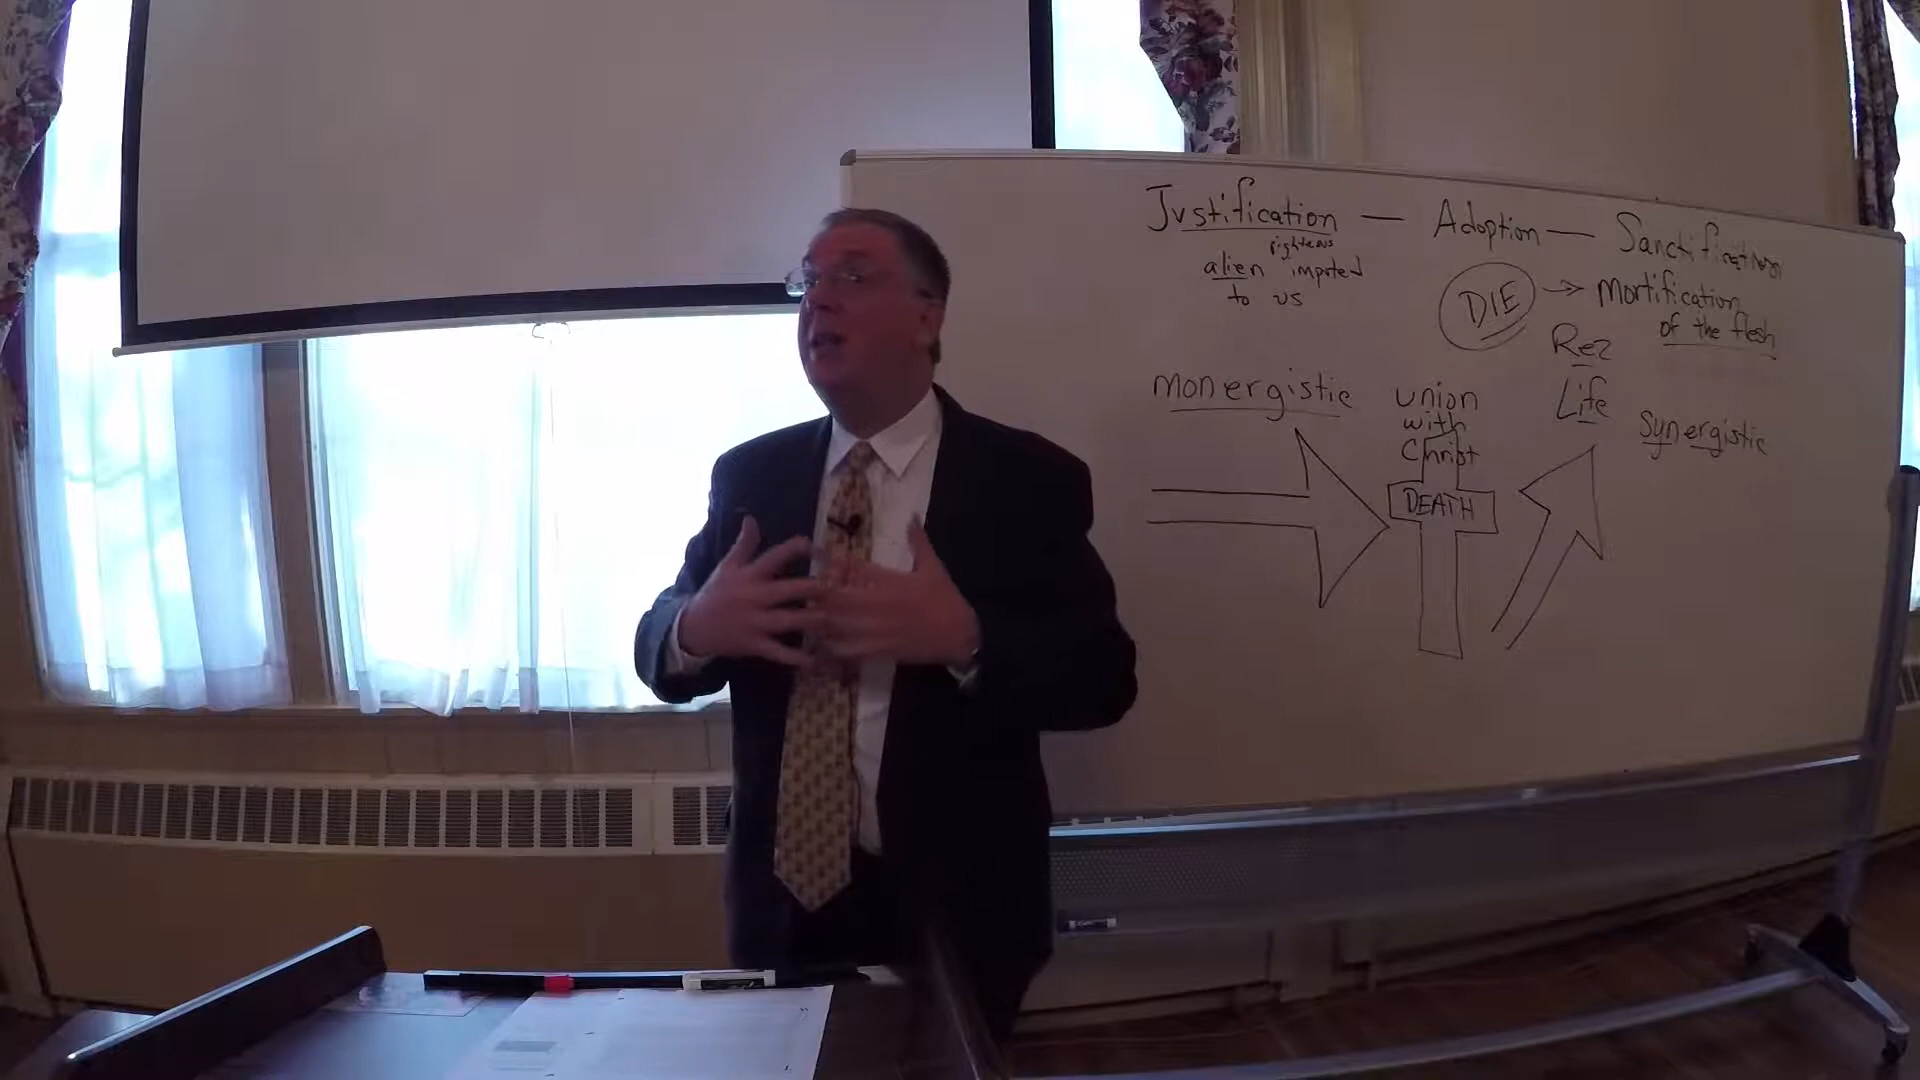 Justification — Adoption — Sanctification
righteous
alien imputed
to us
DIE → Mortification
of the flesh
Rez
Life
monergistic
union
with
Christ
synergistic
DEATH